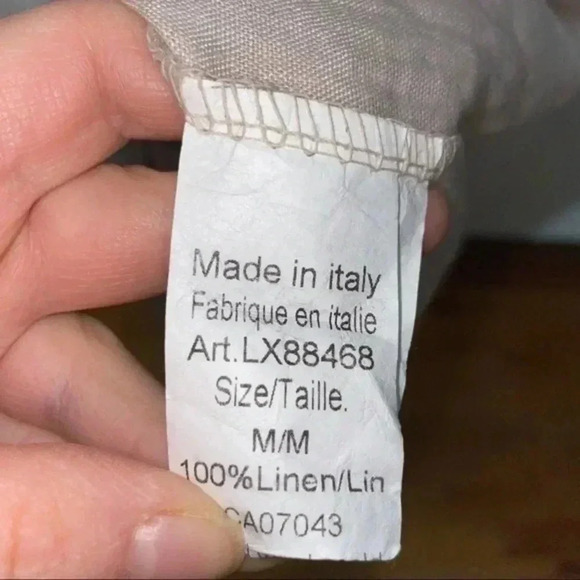 Made in italy
Fabrique en italie
Art.LX88468
Size/Taille.
M/M
100%Linen/Lin
CA07043